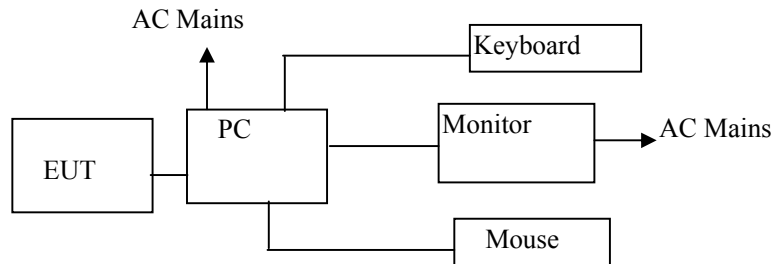 AC Mains
Keyboard
PC
Monitor
AC Mains
EUT
Mouse